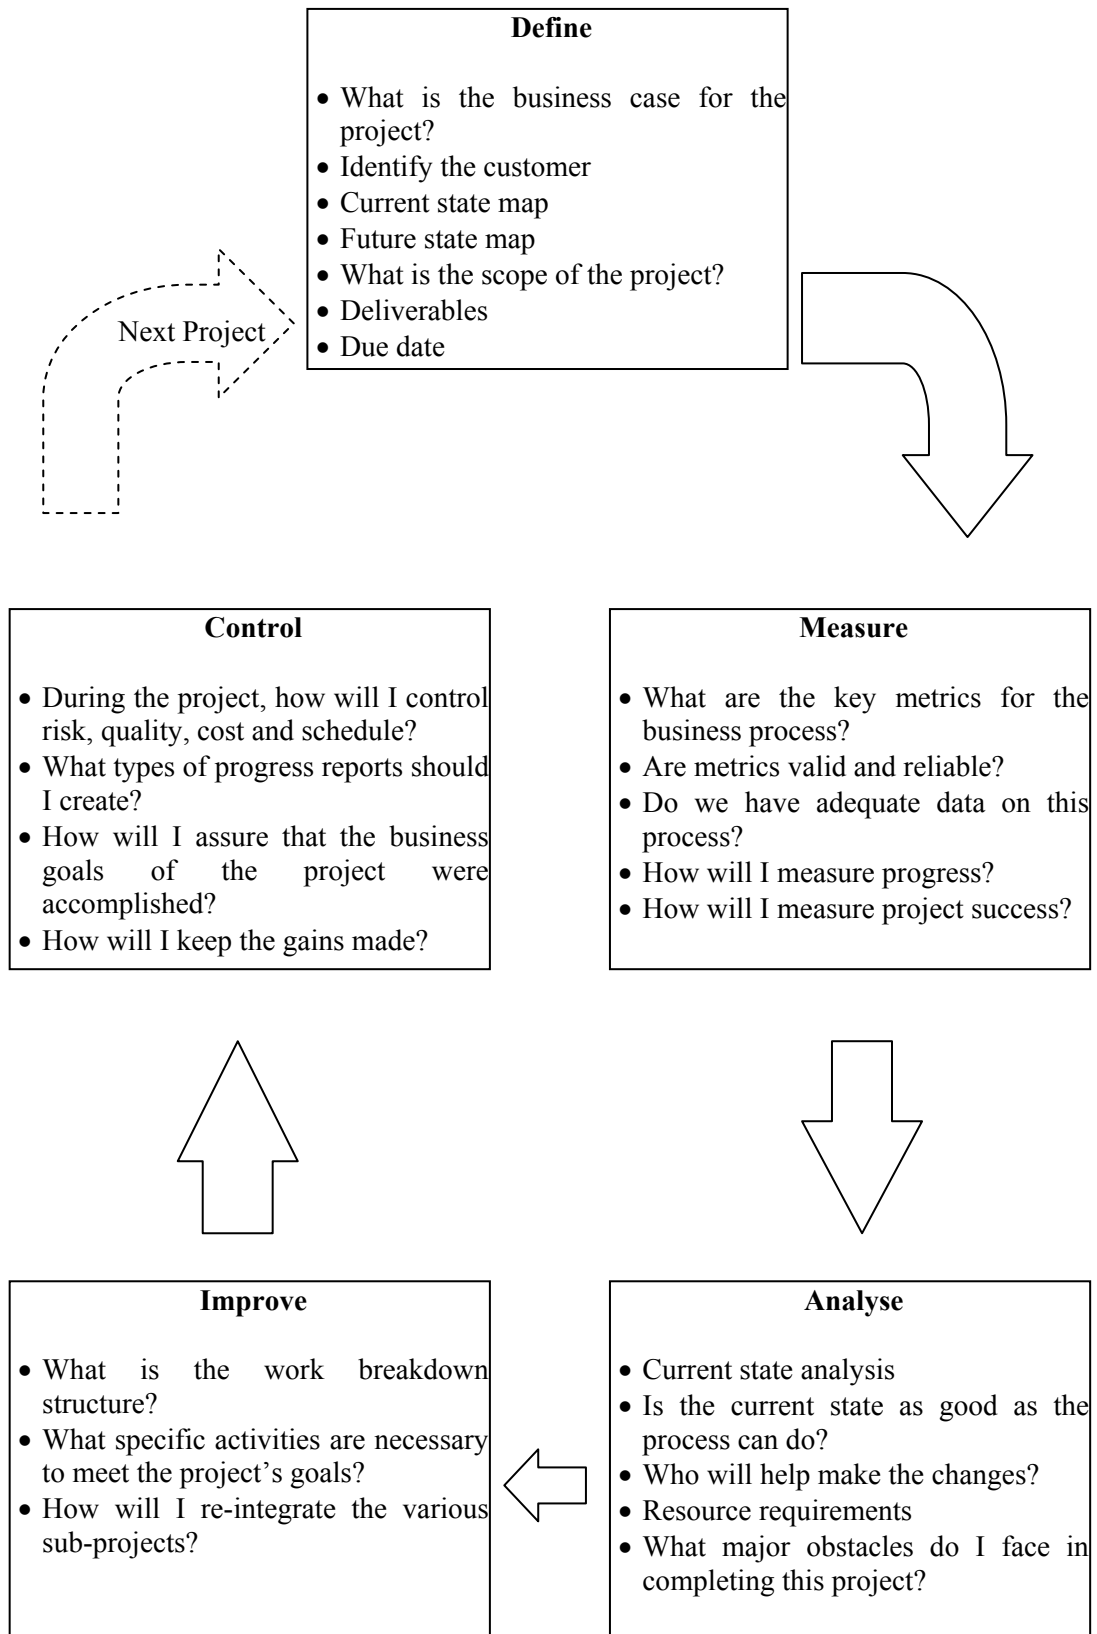 Define
• What is the business case for the
project?
• Identify the customer
• Current state map
• Future state map
• What is the scope of the project?
• Deliverables
• Due date
Next Project
Control
• During the project, how will I control
risk, quality, cost and schedule?
• What types of progress reports should
I create?
• How will I assure that the business
goals of the project were
accomplished?
• How will I keep the gains made?
Measure
• What are the key metrics for the
business process?
• Are metrics valid and reliable?
• Do we have adequate data on this
process?
• How will I measure progress?
• How will I measure project success?
Improve
• What is the work breakdown
structure?
• What specific activities are necessary
to meet the project’s goals?
• How will I re-integrate the various
sub-projects?
Analyse
• Current state analysis
• Is the current state as good as the
process can do?
• Who will help make the changes?
• Resource requirements
• What major obstacles do I face in
completing this project?